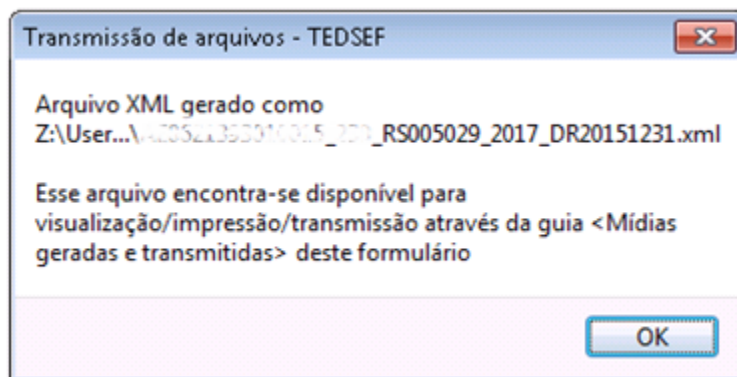 Transmissão de arquivos - TEDSEF
Arquivo XML gerado como
Z:\User...\ _RS005029_2017_DR20151231.xml
Esse arquivo encontra-se disponível para
visualização/impressão/transmissão através da guia <Mídias
geradas e transmitidas> deste formulário
OK